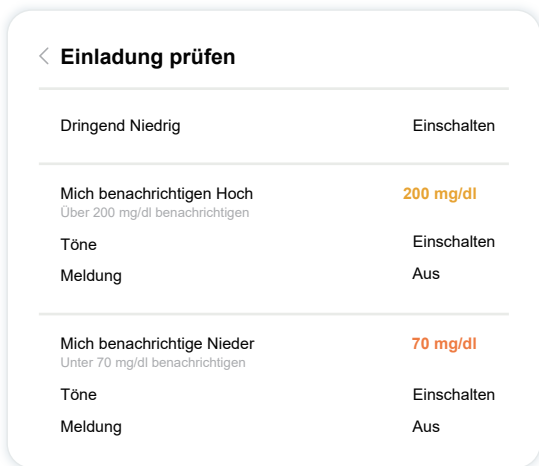 Einladung prüfen
Dringend Niedrig Einschalten
Mich benachrichtigen Hoch 200 mg/dl
Über 200 mg/dl benachrichtigen
Töne Einschalten
Meldung Aus
Mich benachrichtige Nieder 70 mg/dl
Unter 70 mg/dl benachrichtigen
Töne Einschalten
Meldung Aus